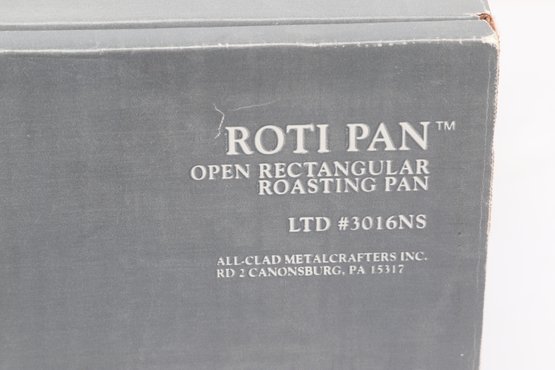 ROTI PAN™
OPEN RECTANGULAR
ROASTING PAN
LTD #3016NS
ALL-CLAD METALCRAFTERS INC.
RD 2 CANONSBURG, PA 15317